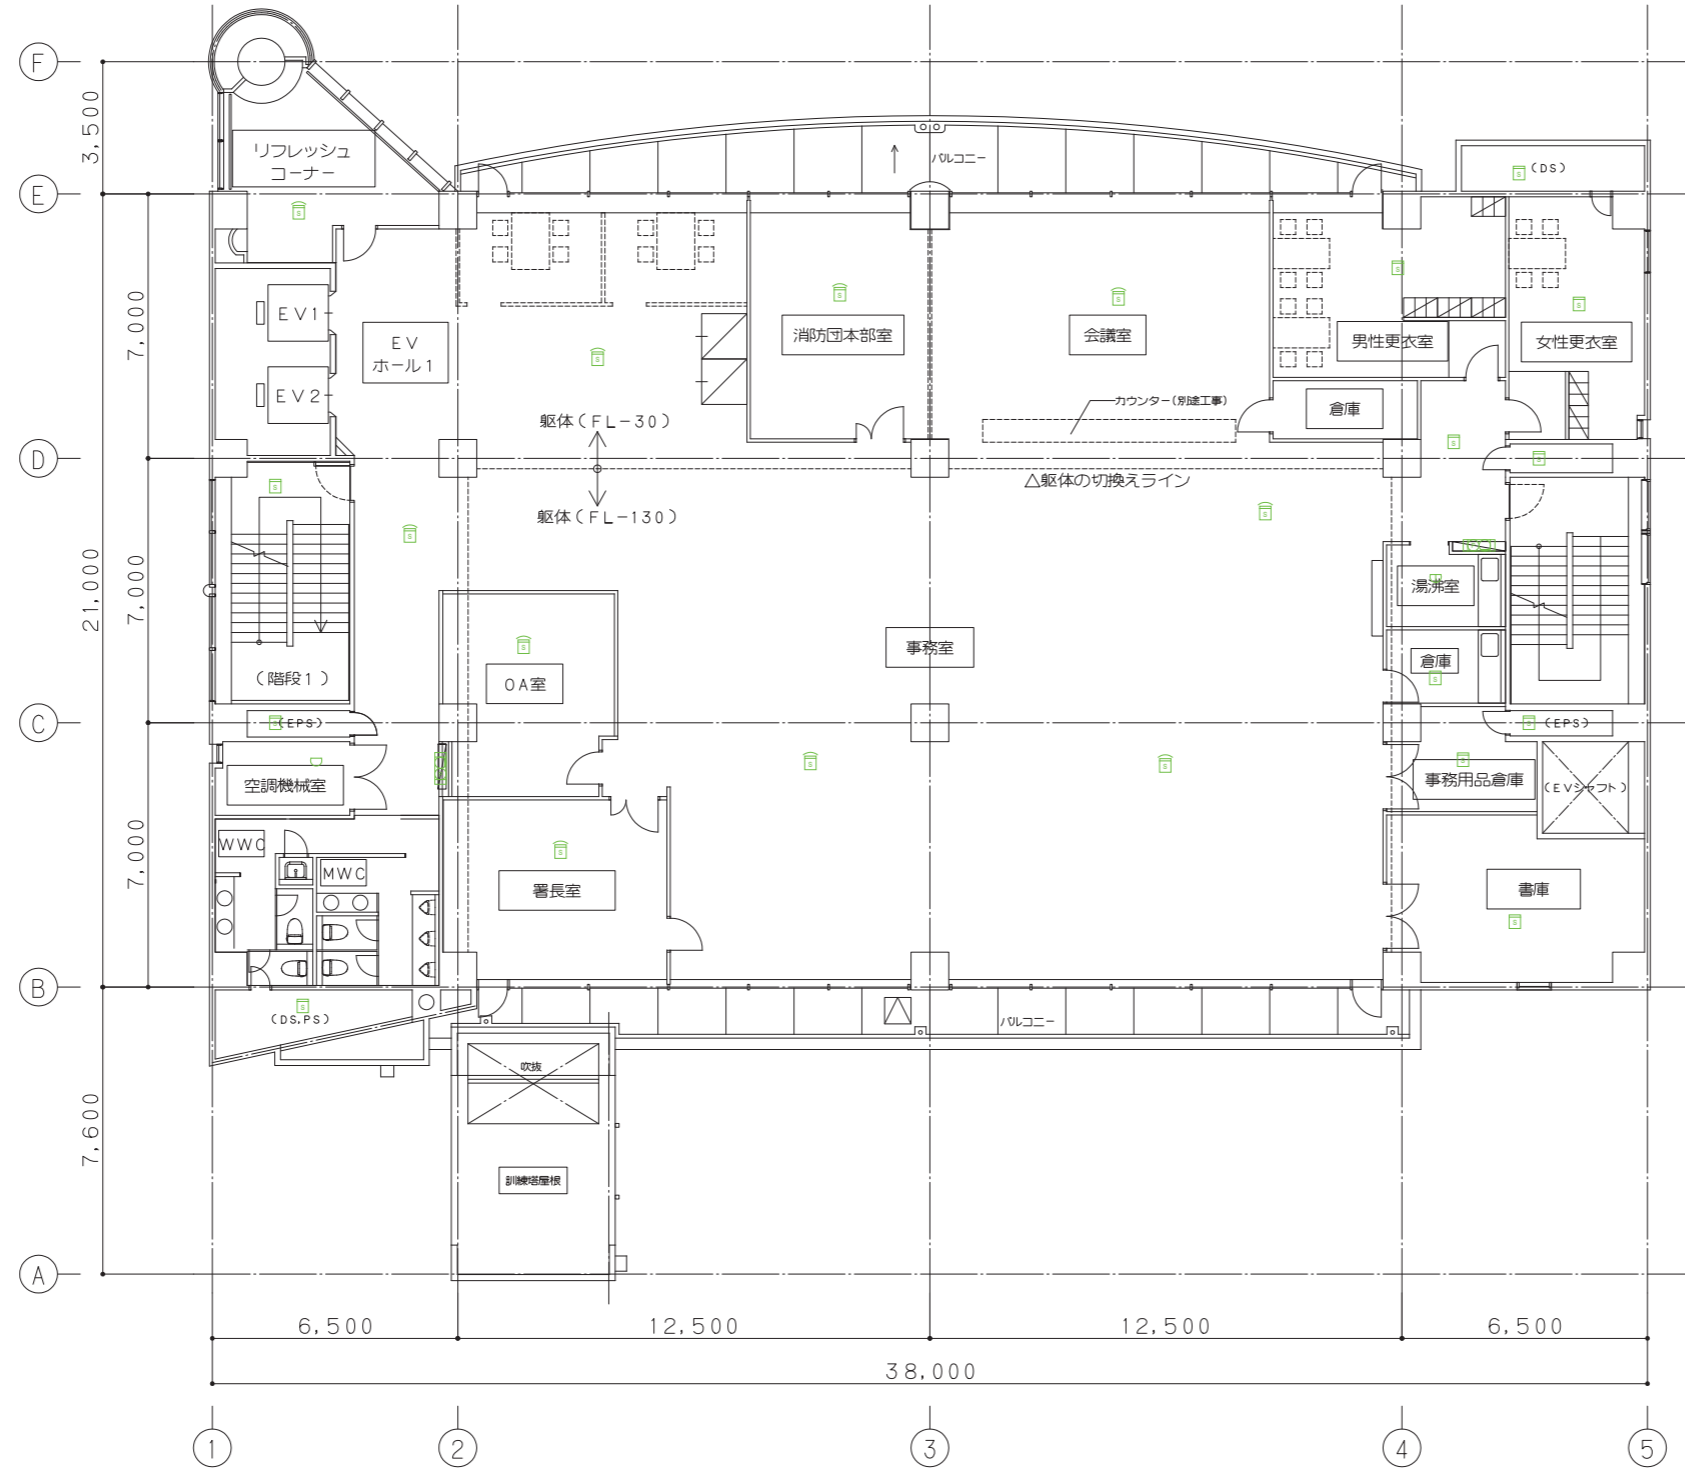 F
3,500
リフレッシュ
コーナー
バルコニー
(DS)
E
7,000
EV1
EV2
EV
ホール1
消防団本部室
会議室
男性更衣室
女性更衣室
カウンター(別途工事)
倉庫
躯体(FL-30)
D
△躯体の切換えライン
躯体(FL-130)
21,000
7,000
湯沸室
事務室
倉庫
OA室
(階段1)
C
(EPS)
(EPS)
空調機械室
事務用品倉庫
(EVシャフト)
7,000
WWC
MWC
署長室
書庫
B
(DS,PS)
バルコニー
吹抜
7,600
訓練塔屋根
A
6,500
12,500
12,500
6,500
38,000
1
2
3
4
5